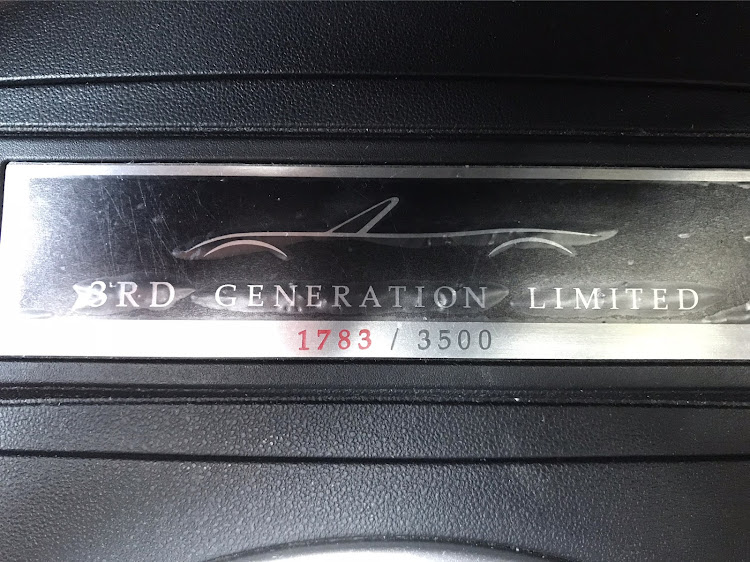 3RD GENERATION LIMITED
1783 / 3500